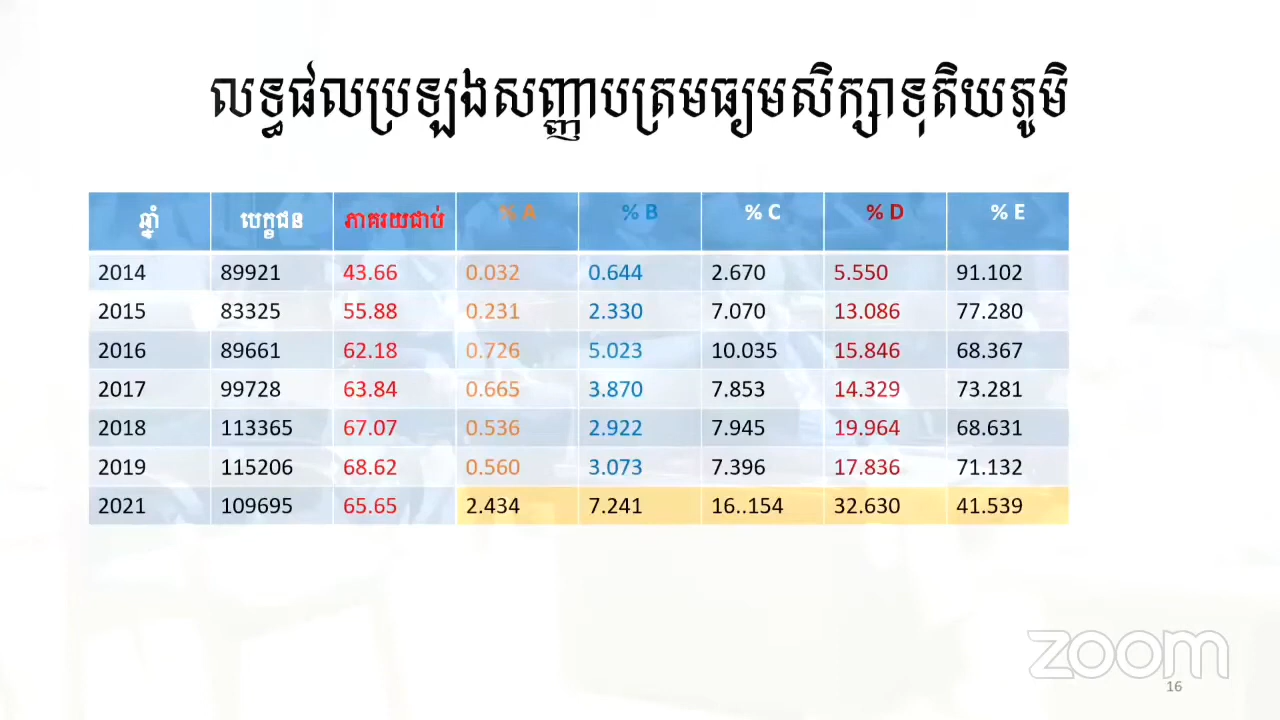 លទ្ធផលប្រឡងសញ្ញាបត្រមធ្យមសិក្សាទុតិយភូមិ
ឆ្នាំ បេក្ខជន ភាគរយជាប់ % A % B % C % D % E
2014 89921 43.66 0.032 0.644 2.670 5.550 91.102
2015 83325 55.88 0.231 2.330 7.070 13.086 77.280
2016 89661 62.18 0.726 5.023 10.035 15.846 68.367
2017 99728 63.84 0.665 3.870 7.853 14.329 73.281
2018 113365 67.07 0.536 2.922 7.945 19.964 68.631
2019 115206 68.62 0.560 3.073 7.396 17.836 71.132
2021 109695 65.65 2.434 7.241 16..154 32.630 41.539
zoom
16